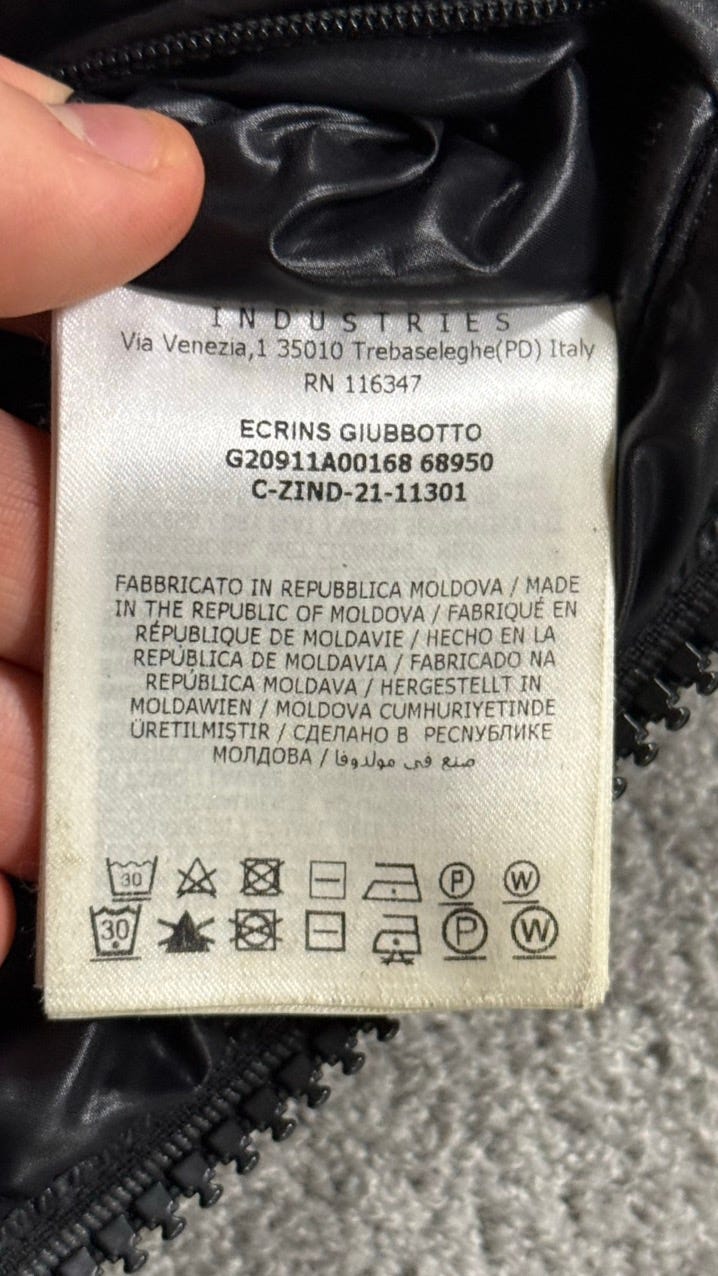 INDUSTRIES
Via Venezia,1 35010 Trebaseleghe(PD) Italy
RN 116347
ECRINS GIUBBOTTO
G20911A00168 68950
C-ZIND-21-11301
FABBRICATO IN REPUBBLICA MOLDOVA / MADE
IN THE REPUBLIC OF MOLDOVA / FABRIQUÉ EN
RÉPUBLIQUE DE MOLDAVIE / HECHO EN LA
REPÚBLICA DE MOLDAVIA / FABRICADO NA
REPÚBLICA MOLDAVA / HERGESTELLT IN
MOLDAWIEN / MOLDOVA CUMHURIYETINDE
ÜRETILMIŞTIR / СДЕЛАНО В РЕСПУБЛИКЕ
МОЛДОВА / صنع في مولدوفا
30 P W
30 P W